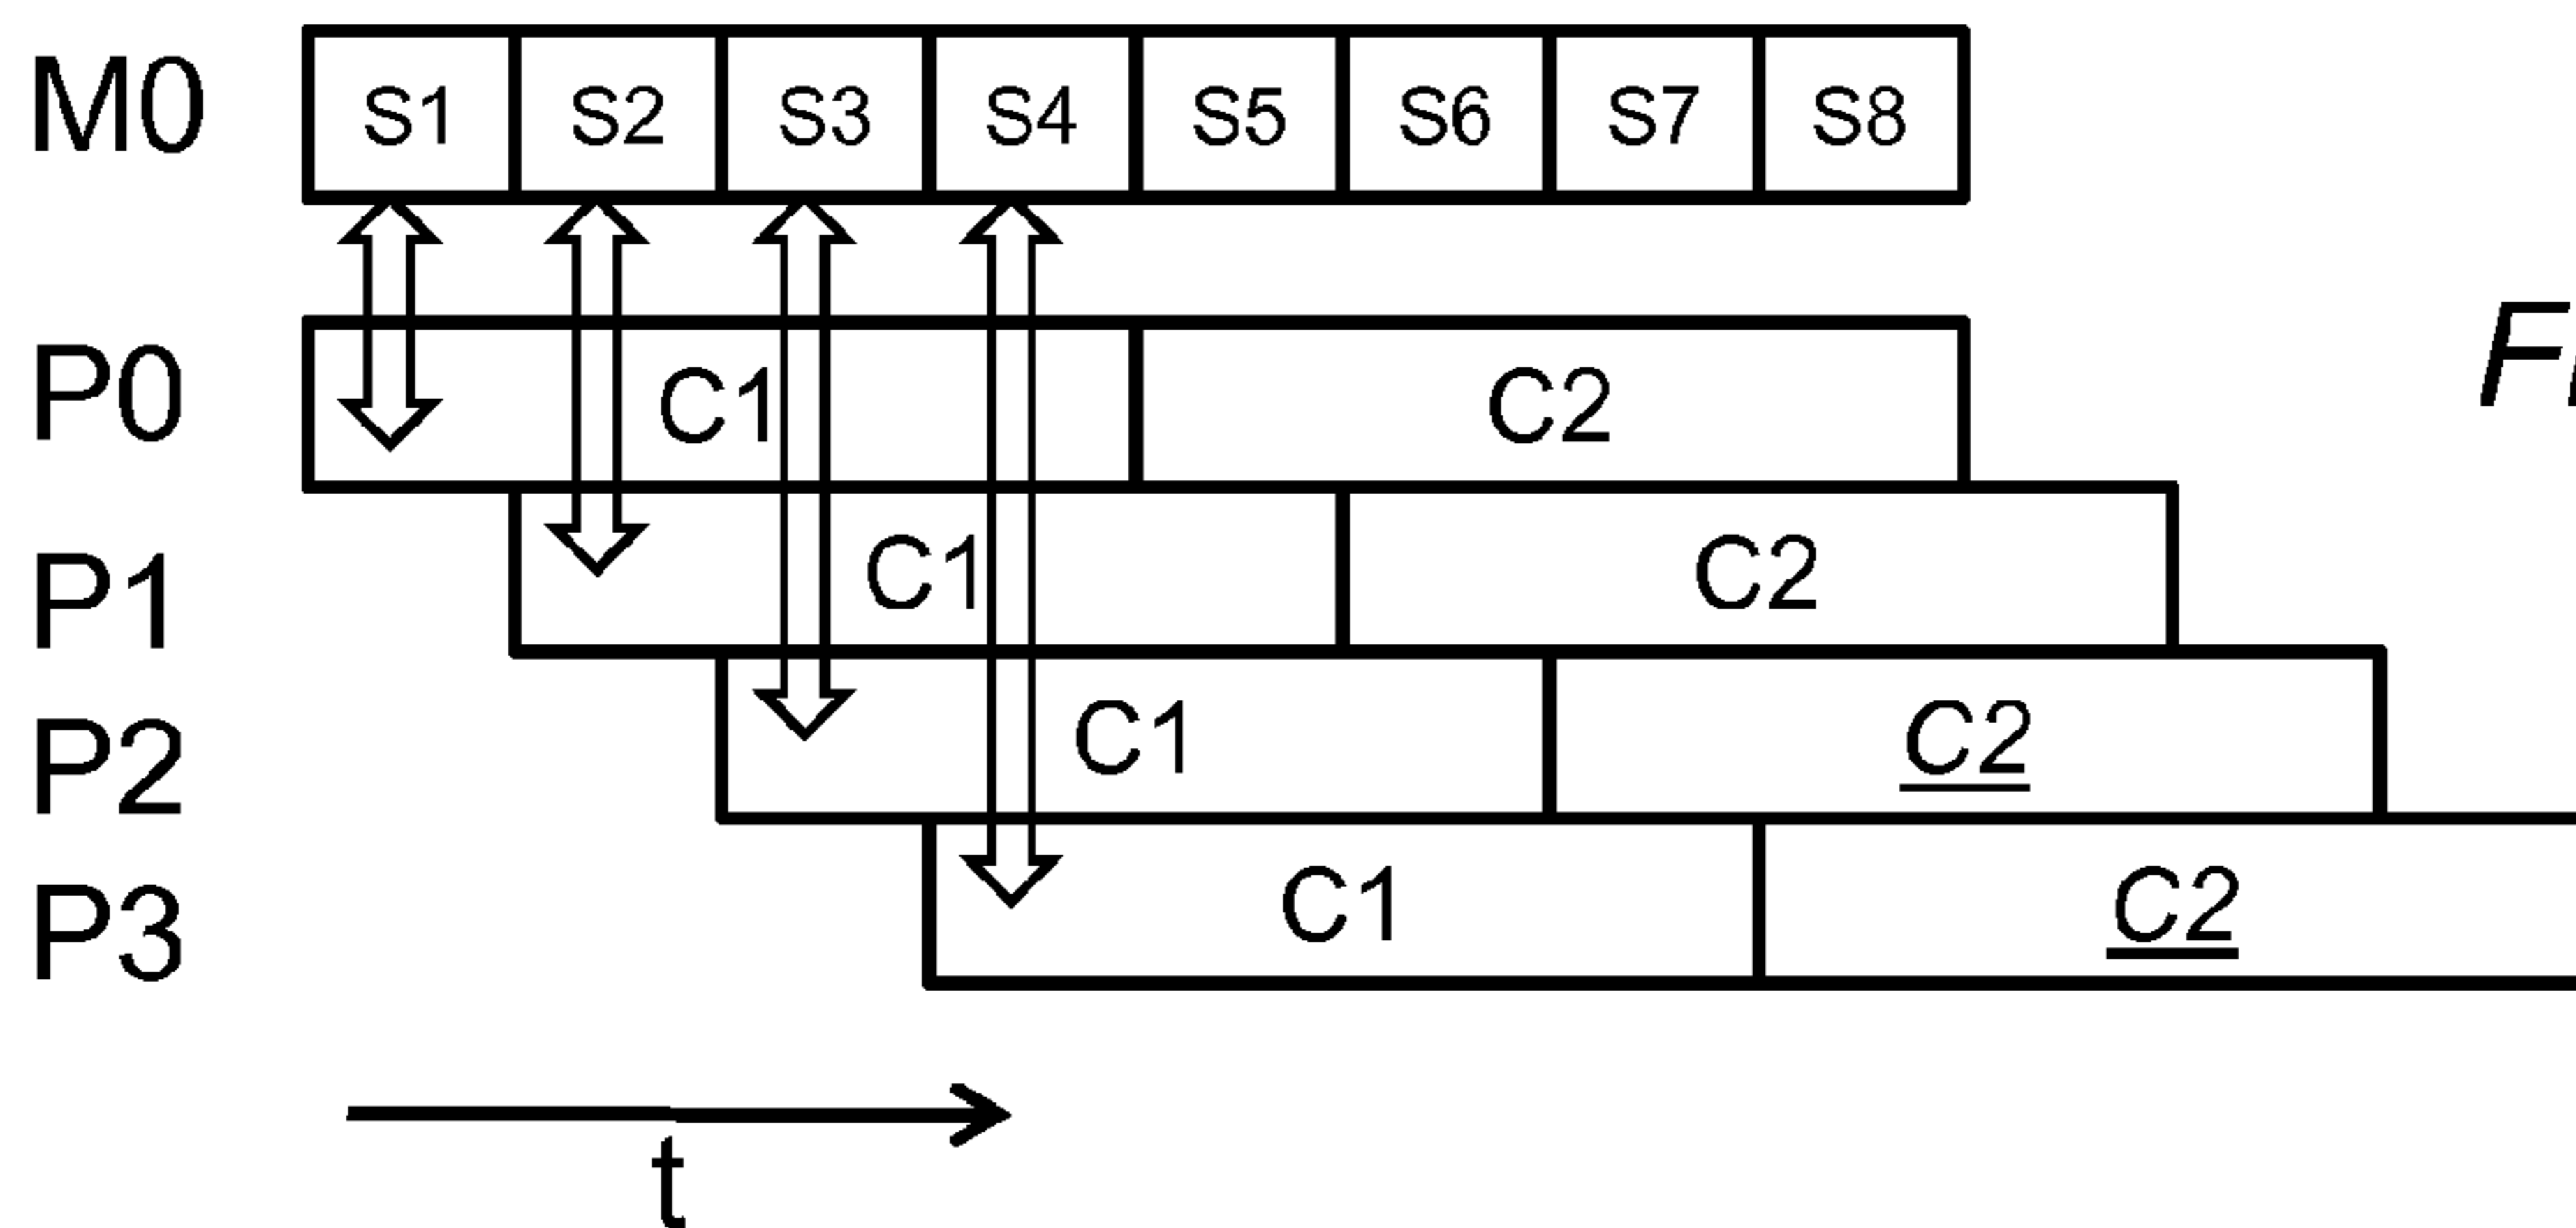 M0 S1 S2 S3 S4 S5 S6 S7 S8
P0 C1 C2
P1 C1 C2
P2 C1 C2
P3 C1 C2
t